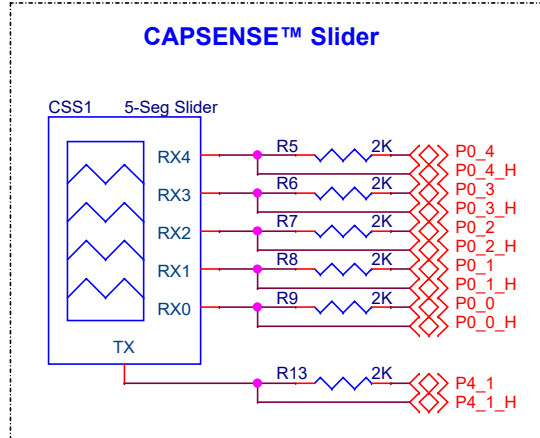 CAPSENSE™ Slider
CSS1 5-Seg Slider
RX4 R5 2K P0_4
P0_4_H
RX3 R6 2K P0_3
P0_3_H
RX2 R7 2K P0_2
P0_2_H
RX1 R8 2K P0_1
P0_1_H
RX0 R9 2K P0_0
P0_0_H
TX R13 2K P4_1
P4_1_H